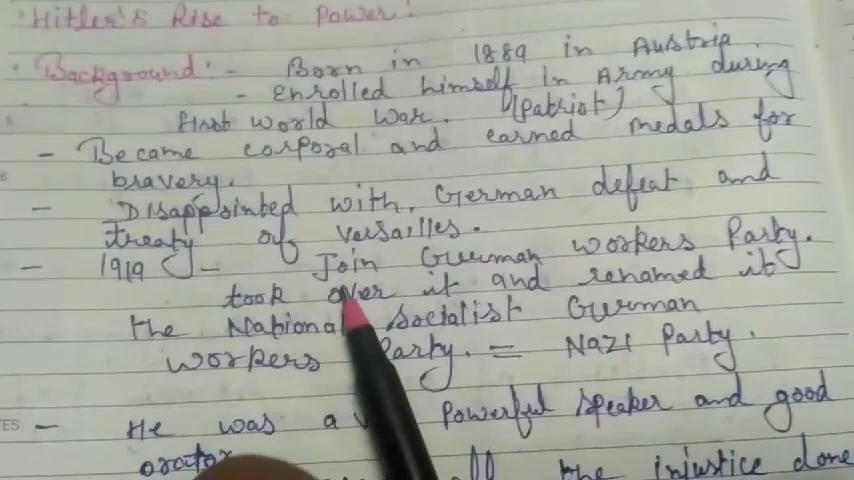 Hitler's Rise to Power:
Background:- Born in 1889 in Austria.
- enrolled himself in Army during
first world war. (Patriot)
- Became corporal and earned medals for
bravery.
- Disappointed with German defeat and
treaty of versailles.
- 1919 - Join German workers Party.
took over it and renamed it
the National Socialist German
workers Party. = Nazi Party.
- He was a powerful speaker and good
orator
the injustice done